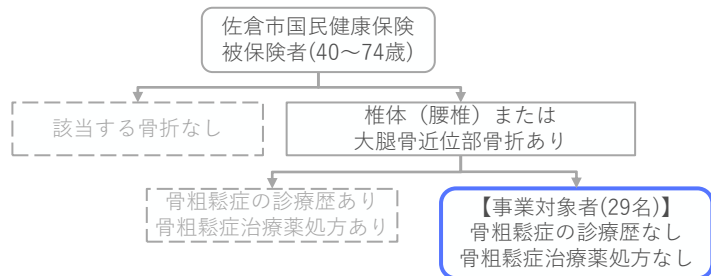 佐倉市国民健康保険
被保険者(40～74歳)
該当する骨折なし
椎体（腰椎）または
大腿骨近位部骨折あり
骨粗鬆症の診療歴あり
骨粗鬆症治療薬処方あり
【事業対象者(29名)】
骨粗鬆症の診療歴なし
骨粗鬆症治療薬処方なし